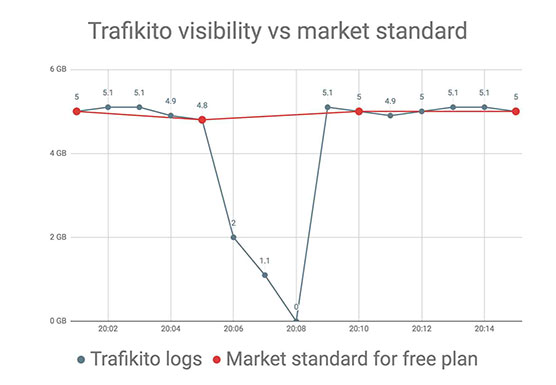 Trafikito visibility vs market standard
6 GB
5 5.1 5.1 4.9 4.8 5.1 5 4.9 5 5.1 5.1 5
4 GB
2 GB
2
1.1
0
0 GB
20:02 20:04 20:06 20:08 20:10 20:12 20:14
Trafikito logs Market standard for free plan